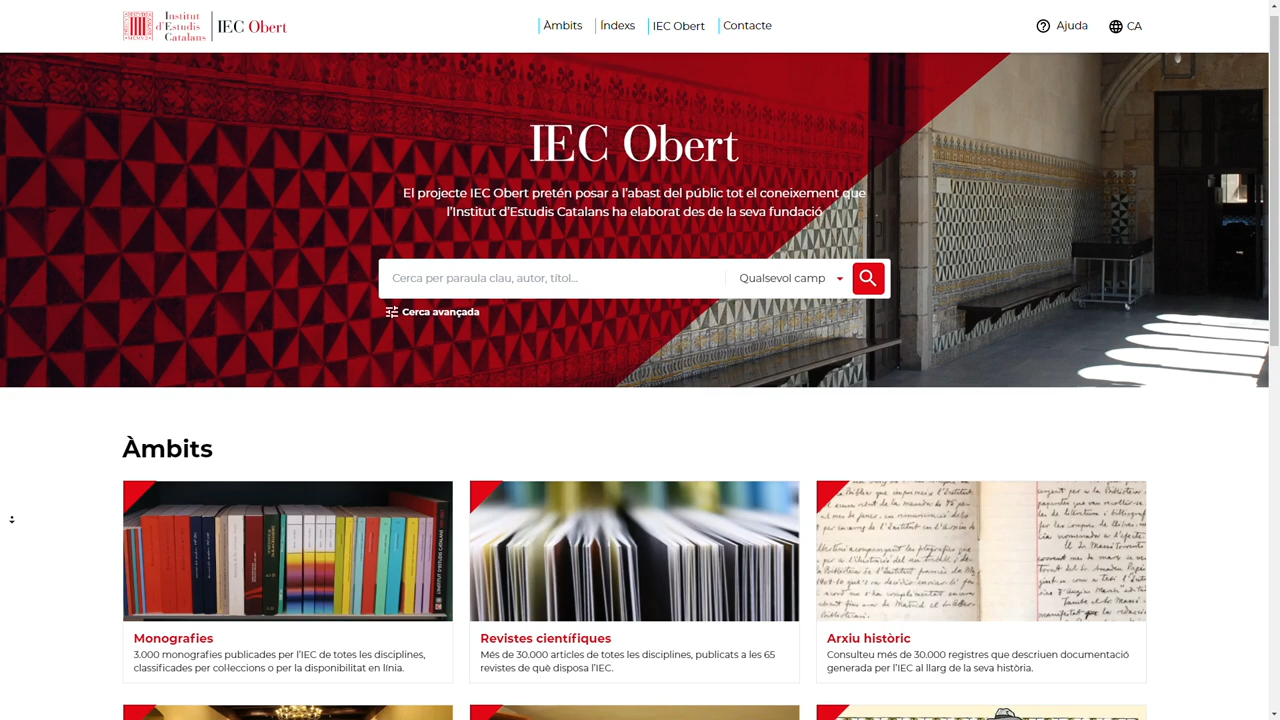 Institut
d'Estudis
Catalans
IEC Obert
Àmbits
Índexs
IEC Obert
Contacte
Ajuda
CA
IEC Obert
El projecte IEC Obert pretén posar a l'abast del públic tot el coneixement que
l'Institut d'Estudis Catalans ha elaborat des de la seva fundació
Cerca per paraula clau, autor, títol...
Qualsevol camp
Cerca avançada
Àmbits
Monografies
3.000 monografies publicades per l'IEC de totes les disciplines,
classificades per col·leccions o per la disponibilitat en línia.
Revistes científiques
Més de 30.000 articles de totes les disciplines, publicats a les 65
revistes de què disposa l'IEC.
Arxiu històric
Consulteu més de 30.000 registres que descriuen documentació
generada per l'IEC al llarg de la seva història.